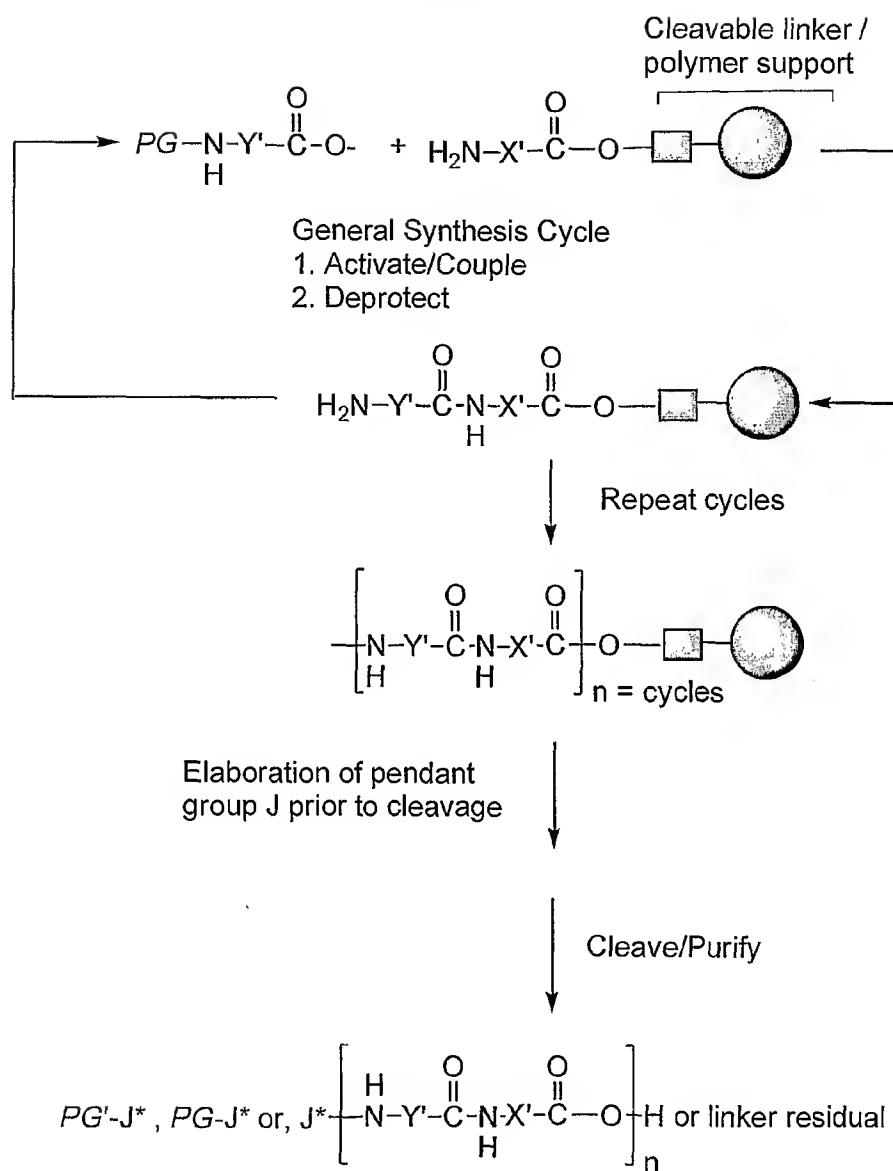 Cleavable linker /
polymer support
O
O
PG–N–Y'–C–O- + H₂N–X'–C–O
H
General Synthesis Cycle
1. Activate/Couple
2. Deprotect
O
O
H₂N–Y'–C-N–X'–C–O
H
Repeat cycles
O
O
N–Y'–C-N–X'–C–O
H
H
n = cycles
Elaboration of pendant
group J prior to cleavage
Cleave/Purify
H
O
O
PG'-J* , PG-J* or, J* N–Y'–C-N–X'–C–O H or linker residual
H
n